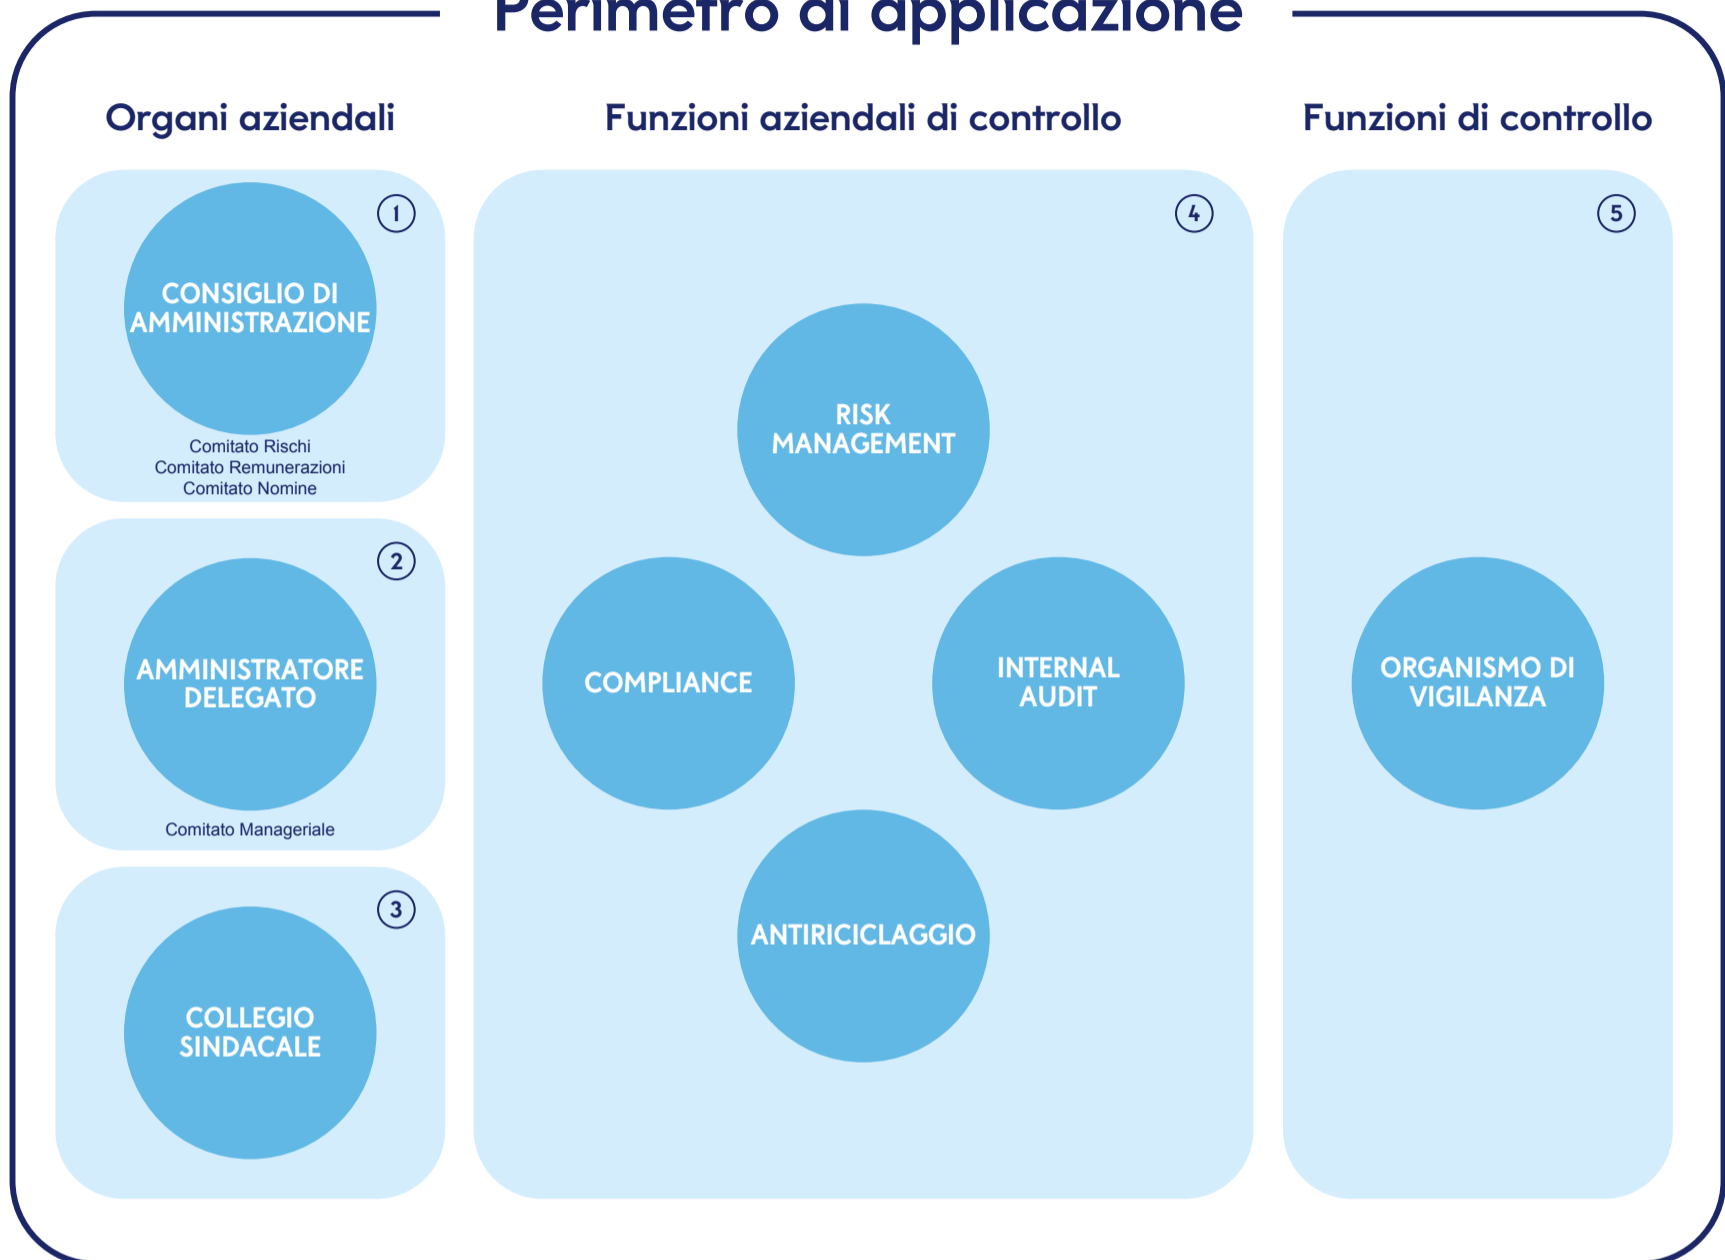 Perimetro di applicazione
Organi aziendali
1
CONSIGLIO DI
AMMINISTRAZIONE
Comitato Rischi
Comitato Remunerazioni
Comitato Nomine
2
AMMINISTRATORE
DELEGATO
Comitato Manageriale
3
COLLEGIO
SINDACALE
Funzioni aziendali di controllo
4
RISK
MANAGEMENT
COMPLIANCE
INTERNAL
AUDIT
ANTIRICICLAGGIO
Funzioni di controllo
5
ORGANISMO DI
VIGILANZA